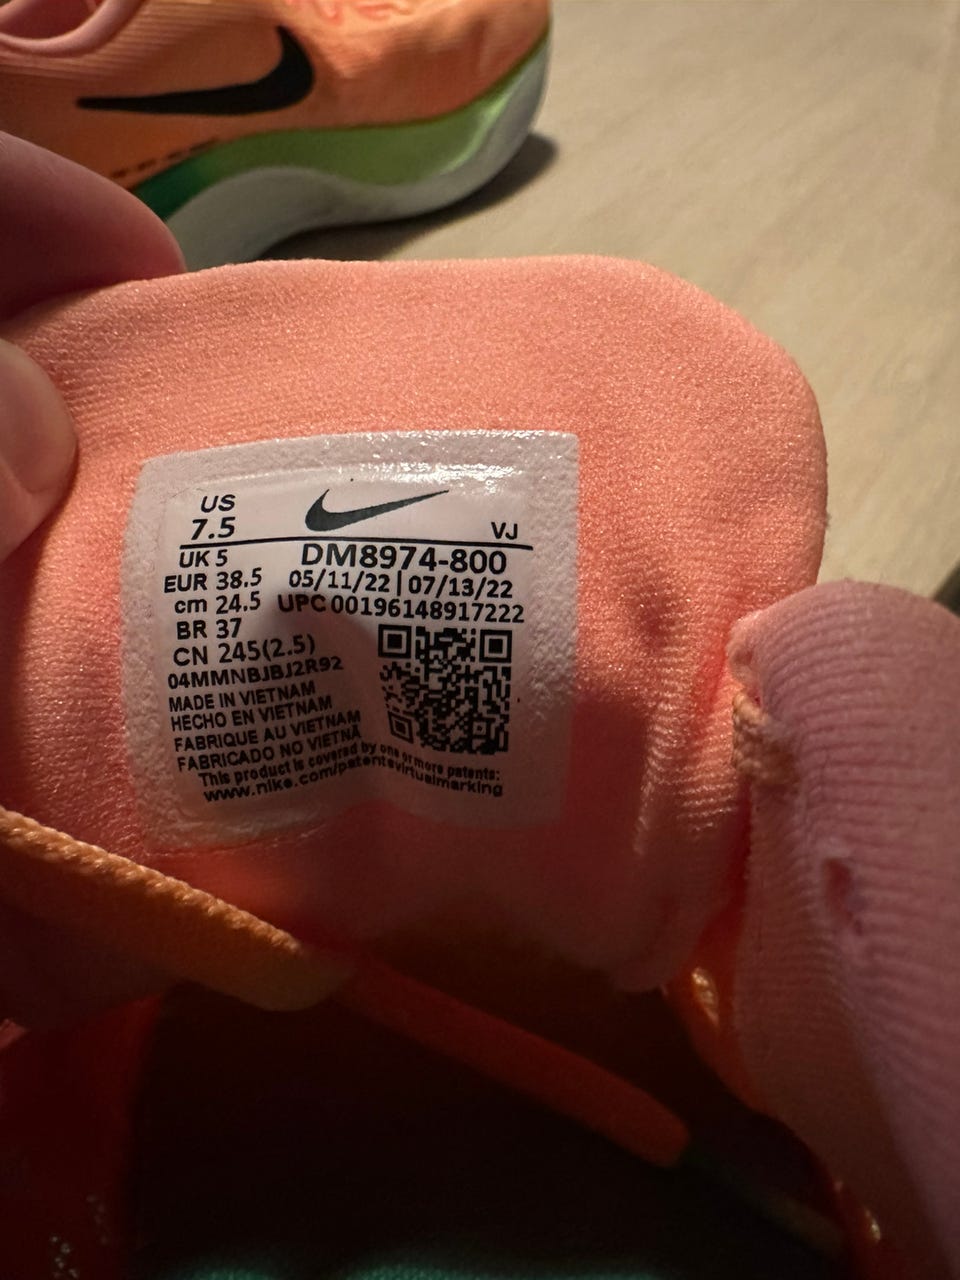 US
7.5
VJ
UK 5
DM8974-800
EUR 38.5
05/11/22 | 07/13/22
cm 24.5
UPC 00196148917222
BR 37
CN 245(2.5)
04MMNBJBJ2R92
MADE IN VIETNAM
HECHO EN VIETNAM
FABRIQUE AU VIETNAM
FABRICADO NO VIETNÃ
This product is covered by one or more patents:
www.nike.com/patentsvirtualmarking